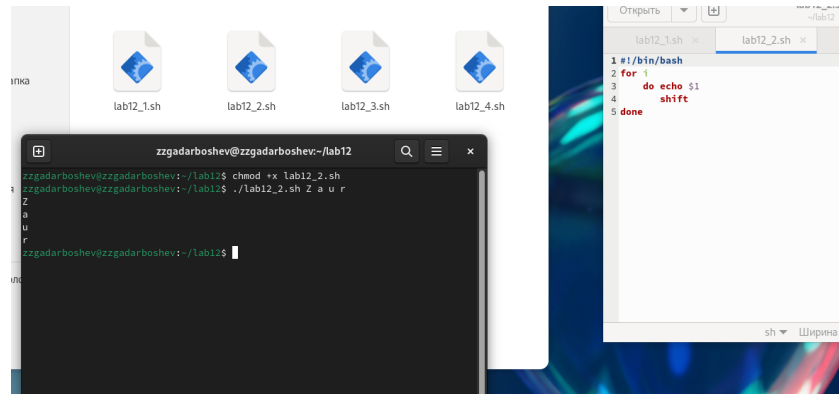 апка
lab12_1.sh
lab12_2.sh
lab12_3.sh
lab12_4.sh
zzgadarboshev@zzgadarboshev:~/lab12
zzgadarboshev@zzgadarboshev:~/lab12$ chmod +x lab12_2.sh
zzgadarboshev@zzgadarboshev:~/lab12$ ./lab12_2.sh Z a u r
Z
a
u
r
zzgadarboshev@zzgadarboshev:~/lab12$
Открыть
~/lab12
lab12_1.sh ×
lab12_2.sh ×
1 #!/bin/bash
2 for i
3 do echo $1
4 shift
5 done
sh
Ширина